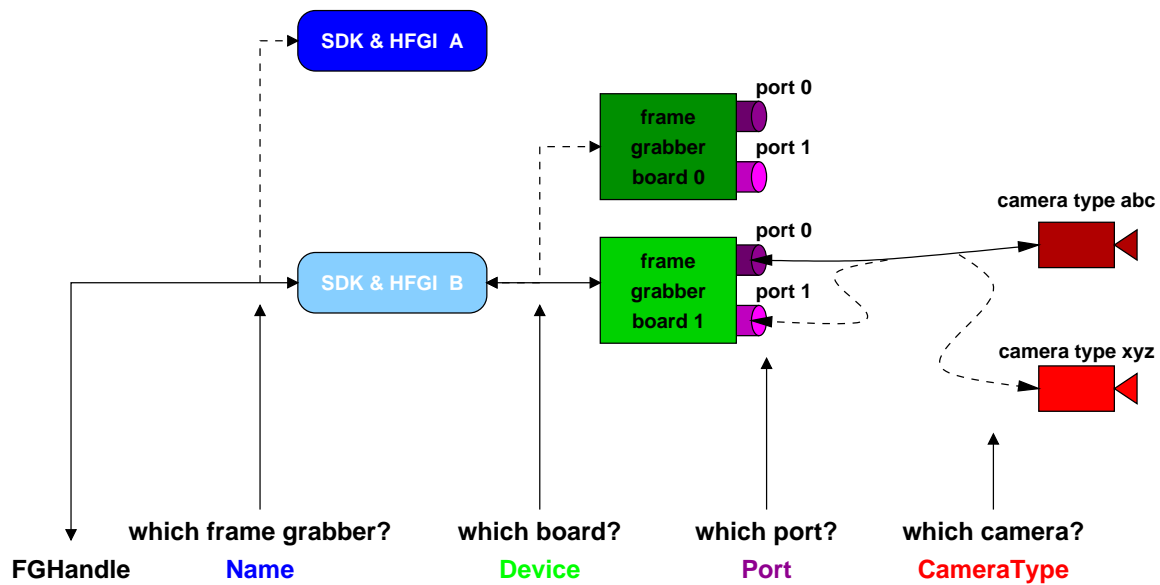 SDK & HFGI A
port 0
frame
grabber
board 0
port 1
camera type abc
port 0
SDK & HFGI B
frame
grabber
board 1
port 1
camera type xyz
which frame grabber?
which board?
which port?
which camera?
FGHandle
Name
Device
Port
CameraType